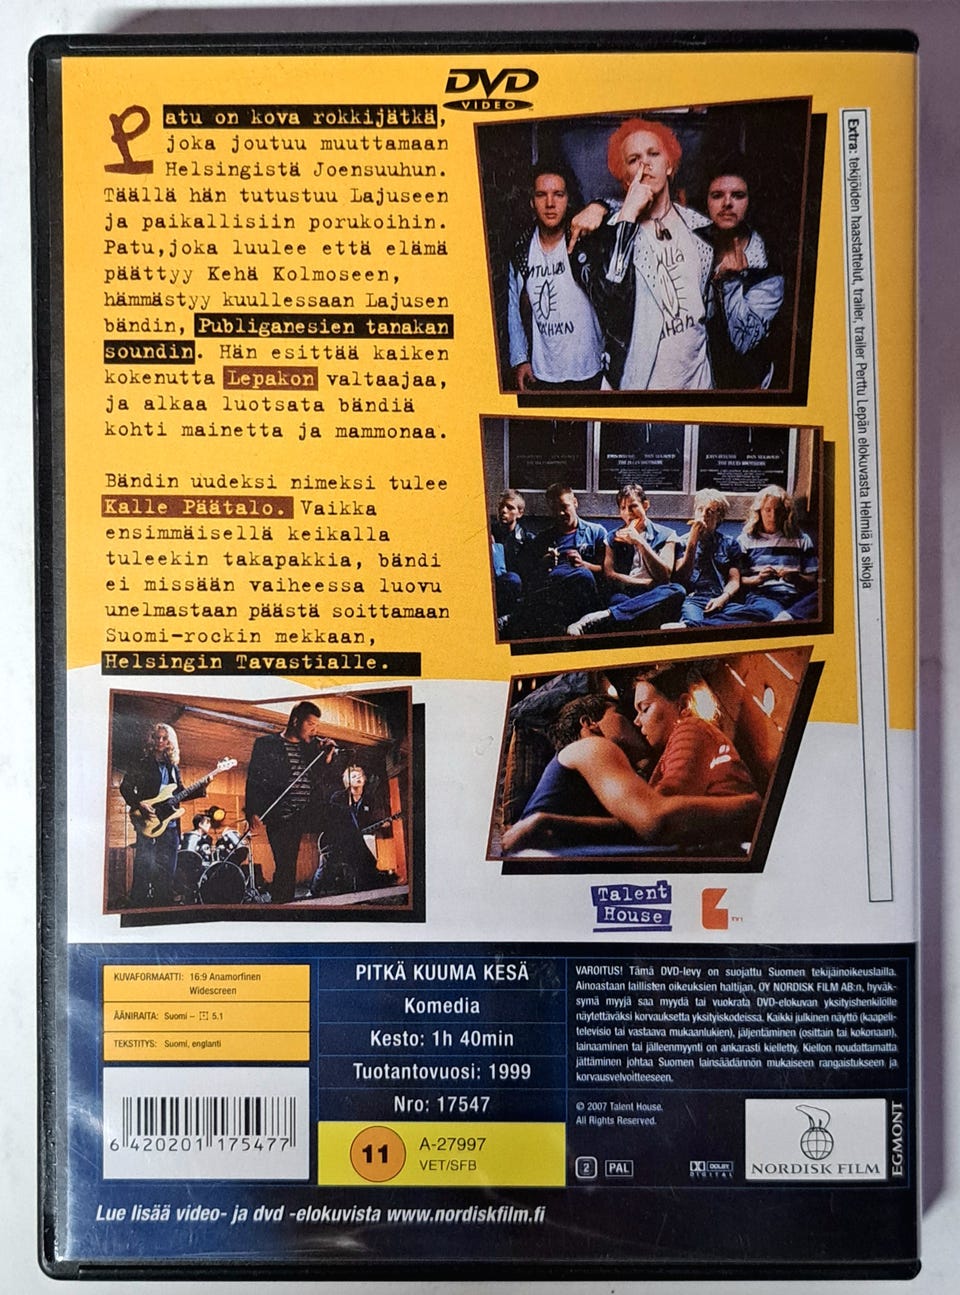 DVD
VIDEO
Patu on kova rokkijätkä,
joka joutuu muuttamaan
Helsingistä Joensuuhun.
Täällä hän tutustuu Lajuseen
ja paikallisiin porukoihin.
Patu,joka luulee että elämä
päättyy Kehä Kolmoseen,
hämmästyy kuullessaan Lajusen
bändin, Publiganesien tanakan
soundin. Hän esittää kaiken
kokenutta Lepakon valtaajaa,
ja alkaa luotsata bändiä
kohti mainetta ja mammonaa.
Bändin uudeksi nimeksi tulee
Kalle Päätalo. Vaikka
ensimmäisellä keikalla
tuleekin takapakkia, bändi
ei missään vaiheessa luovu
unelmastaan päästä soittamaan
Suomi-rockin mekkaan,
Helsingin Tavastialle.
Extra: tekijöiden haastattelut, trailer, trailer Perttu Lepän elokuvasta Helmiä ja sikoja
Talent
House
TV1
KUVAFORMAATTI: 16:9 Anamorfinen
Widescreen
ÄÄNIRAITA: Suomi – 5.1
TEKSTITYS: Suomi, englanti
6 420201 175477
PITKÄ KUUMA KESÄ
Komedia
Kesto: 1h 40min
Tuotantovuosi: 1999
Nro: 17547
11
A-27997
VET/SFB
VAROITUS! Tämä DVD-levy on suojattu Suomen tekijäinoikeuslailla.
Ainoastaan laillisten oikeuksien haltijan, OY NORDISK FILM AB:n, hyväk-
symä myyjä saa myydä tai vuokrata DVD-elokuvan yksityishenkilölle
näytettäväksi korvauksetta yksityiskodeissa. Kaikki julkinen näyttö (kaapeli-
televisio tai vastaava mukaanlukien), jäljentäminen (osittain tai kokonaan),
lainaaminen tai jälleenmyynti on ankarasti kielletty. Kiellon noudattamatta
jättäminen johtaa Suomen lainsäädännön mukaiseen rangaistukseen ja
korvausvelvoitteeseen.
© 2007 Talent House.
All Rights Reserved.
2 PAL
DOLBY
DIGITAL
NORDISK FILM
EGMONT
Lue lisää video- ja dvd -elokuvista www.nordiskfilm.fi